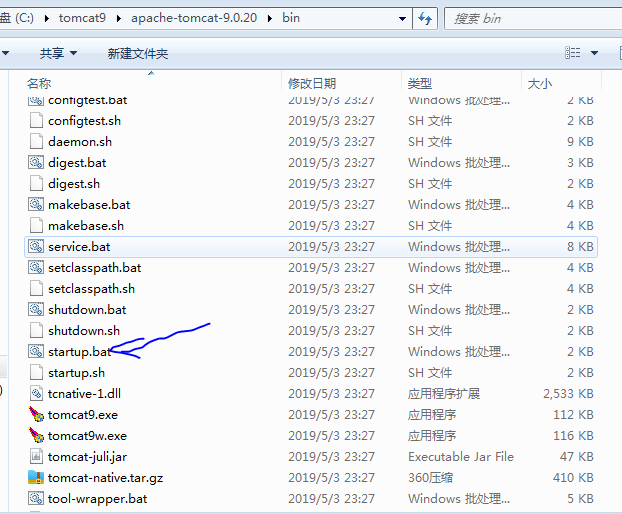 盘 (C:) ▸ tomcat9 ▸ apache-tomcat-9.0.20 ▸ bin 搜索 bin
共享 新建文件夹
名称 修改日期 类型 大小
configtest.bat 2019/5/3 23:27 Windows 批处理... 2 KB
configtest.sh 2019/5/3 23:27 SH 文件 2 KB
daemon.sh 2019/5/3 23:27 SH 文件 9 KB
digest.bat 2019/5/3 23:27 Windows 批处理... 3 KB
digest.sh 2019/5/3 23:27 SH 文件 2 KB
makebase.bat 2019/5/3 23:27 Windows 批处理... 4 KB
makebase.sh 2019/5/3 23:27 SH 文件 4 KB
service.bat 2019/5/3 23:27 Windows 批处理... 8 KB
setclasspath.bat 2019/5/3 23:27 Windows 批处理... 4 KB
setclasspath.sh 2019/5/3 23:27 SH 文件 4 KB
shutdown.bat 2019/5/3 23:27 Windows 批处理... 2 KB
shutdown.sh 2019/5/3 23:27 SH 文件 2 KB
startup.bat 2019/5/3 23:27 Windows 批处理... 2 KB
startup.sh 2019/5/3 23:27 SH 文件 2 KB
tcnative-1.dll 2019/5/3 23:27 应用程序扩展 2,533 KB
tomcat9.exe 2019/5/3 23:27 应用程序 112 KB
tomcat9w.exe 2019/5/3 23:27 应用程序 116 KB
tomcat-juli.jar 2019/5/3 23:27 Executable Jar File 47 KB
tomcat-native.tar.gz 2019/5/3 23:27 360压缩 410 KB
tool-wrapper.bat 2019/5/3 23:27 Windows 批处理... 5 KB